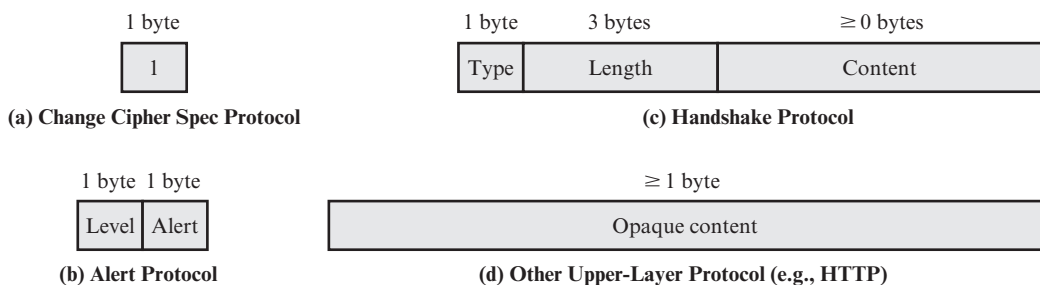 1 byte
1
(a) Change Cipher Spec Protocol
1 byte 3 bytes ≥ 0 bytes
Type Length Content
(c) Handshake Protocol
1 byte 1 byte
Level Alert
(b) Alert Protocol
≥ 1 byte
Opaque content
(d) Other Upper-Layer Protocol (e.g., HTTP)